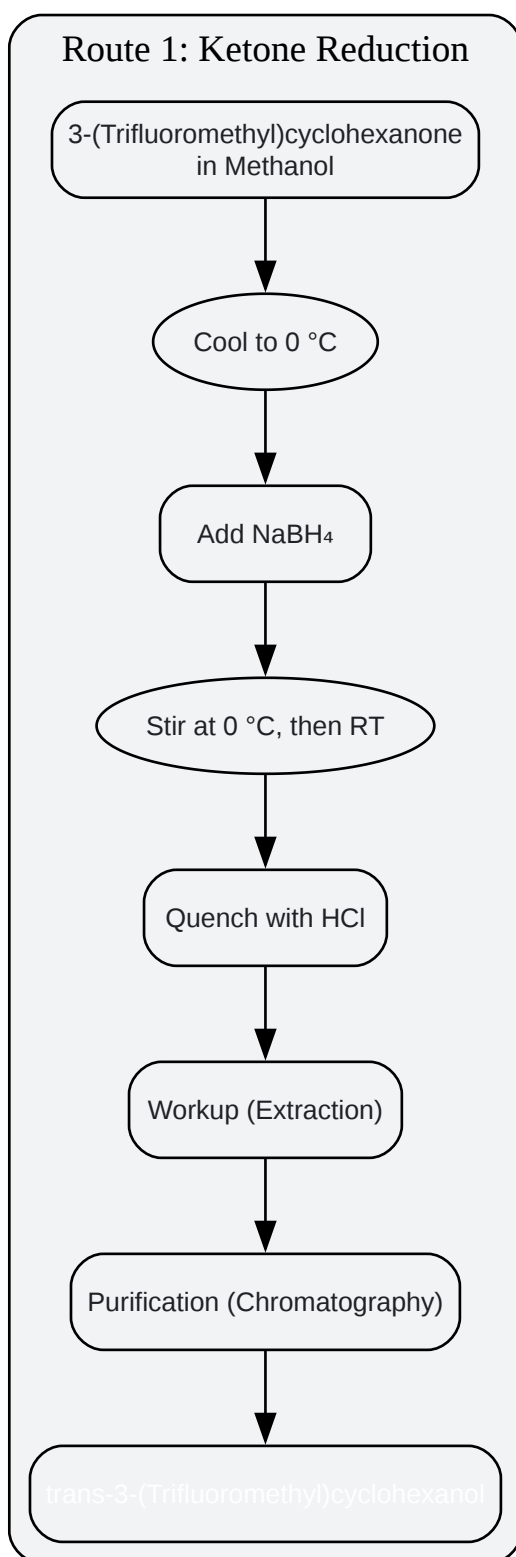 Route 1: Ketone Reduction
3-(Trifluoromethyl)cyclohexanone
in Methanol
Cool to 0 °C
Add NaBH₄
Stir at 0 °C, then RT
Quench with HCl
Workup (Extraction)
Purification (Chromatography)
trans-3-(Trifluoromethyl)cyclohexanol